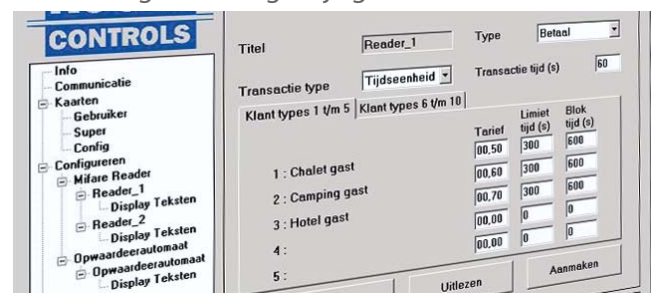 CONTROLS
Info
Communicatie
Kaarten
Gebruiker
Super
Config
Configureren
Mifare Reader
Reader_1
Display Teksten
Reader_2
Display Teksten
Opwaardeerautomaat
Opwaardeerautomaat
Display Teksten
Titel Reader_1 Type Betaal
Transactie type Tijdseenheid Transactie tijd (s) 60
Klant types 1 t/m 5 Klant types 6 t/m 10
Tarief Limiet tijd (s) Blok tijd (s)
1 : Chalet gast 00,50 300 600
2 : Camping gast 00,60 300 600
3 : Hotel gast 00,70 300 600
4 : 00,00 0 0
5 : 00,00 0 0
Uitlezen Aanmaken